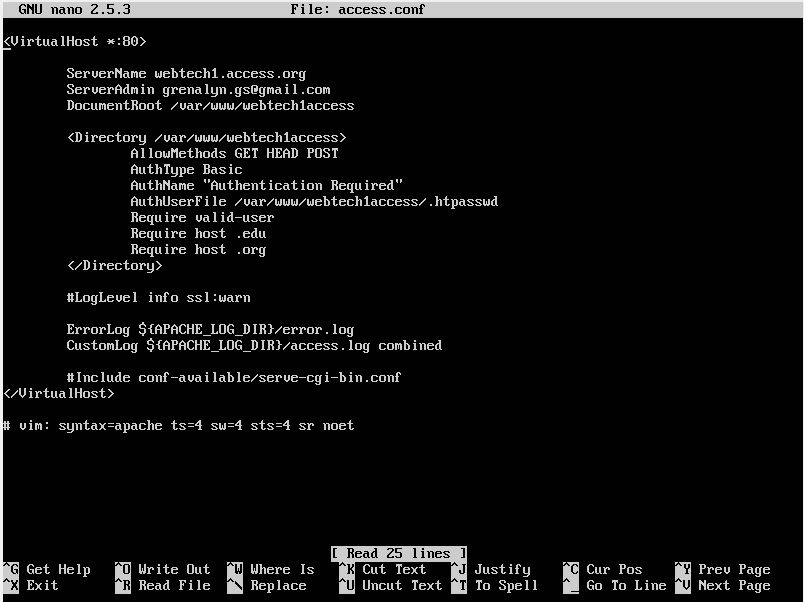 GNU nano 2.5.3 File: access.conf
<VirtualHost *:80>
ServerName webtech1.access.org
ServerAdmin grenalyn.gs@gmail.com
DocumentRoot /var/www/webtech1access
<Directory /var/www/webtech1access>
AllowMethods GET HEAD POST
AuthType Basic
AuthName "Authentication Required"
AuthUserFile /var/www/webtech1access/.htpasswd
Require valid-user
Require host .edu
Require host .org
</Directory>
#LogLevel info ssl:warn
ErrorLog ${APACHE_LOG_DIR}/error.log
CustomLog ${APACHE_LOG_DIR}/access.log combined
#Include conf-available/serve-cgi-bin.conf
</VirtualHost>
# vim: syntax=apache ts=4 sw=4 sts=4 sr noet
[ Read 25 lines ]
^G Get Help ^O Write Out ^W Where Is ^K Cut Text ^J Justify ^C Cur Pos ^Y Prev Page
^X Exit ^R Read File ^\ Replace ^U Uncut Text ^T To Spell ^_ Go To Line ^V Next Page